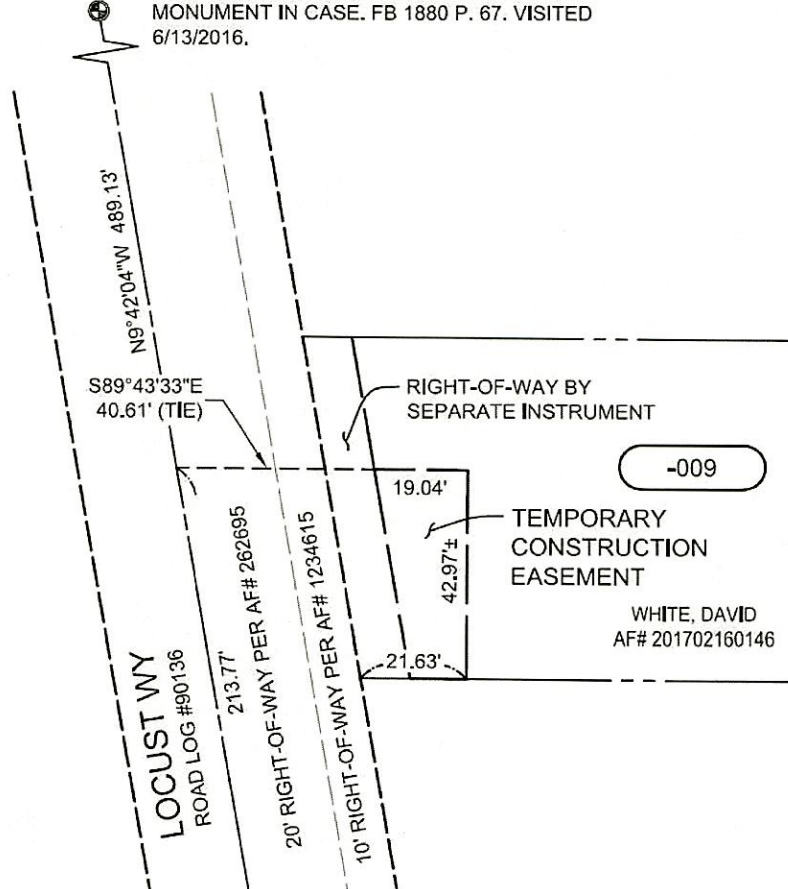 MONUMENT IN CASE. FB 1880 P. 67. VISITED
6/13/2016.
N9°42'04"W 489.13'
S89°43'33"E
40.61' (TIE)
RIGHT-OF-WAY BY
SEPARATE INSTRUMENT
-009
19.04'
TEMPORARY
CONSTRUCTION
EASEMENT
42.97'±
WHITE, DAVID
AF# 201702160146
21.63'
LOCUST WY
ROAD LOG #90136
213.77'
20' RIGHT-OF-WAY PER AF# 262695
10' RIGHT-OF-WAY PER AF# 1234615